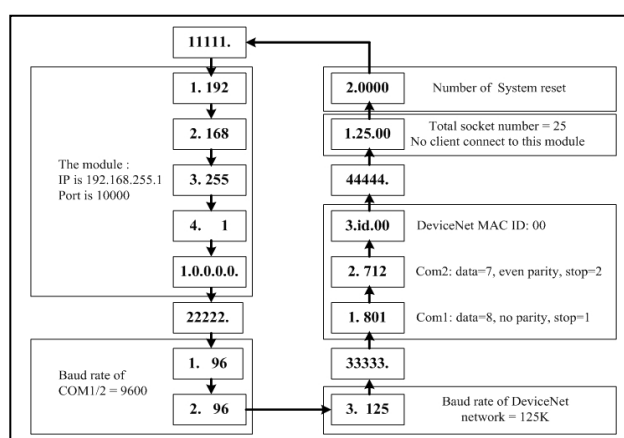 11111.
The module :
IP is 192.168.255.1
Port is 10000
1. 192
2. 168
3. 255
4. 1
1.0.0.0.0.
22222.
Baud rate of
COM1/2 = 9600
1. 96
2. 96
3. 125
Baud rate of DeviceNet
network = 125K
33333.
1. 801
Com1: data=8, no parity, stop=1
2. 712
Com2: data=7, even parity, stop=2
3.id.00
DeviceNet MAC ID: 00
44444.
1.25.00
Total socket number = 25
No client connect to this module
2.0000
Number of System reset